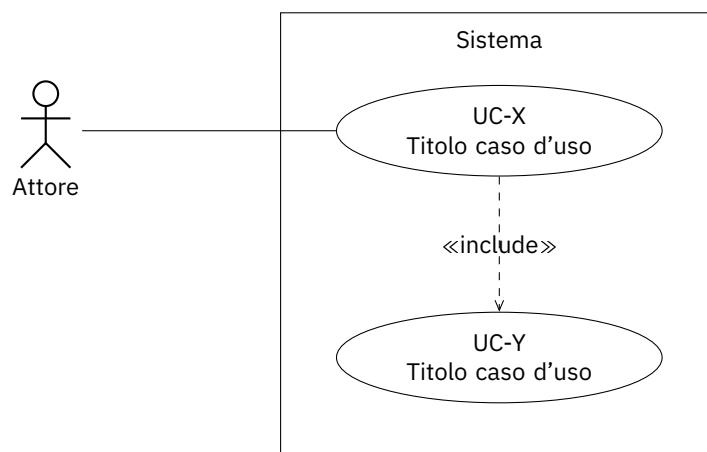 Sistema
UC-X
Titolo caso d’uso
Attore
≪include≫
UC-Y
Titolo caso d’uso